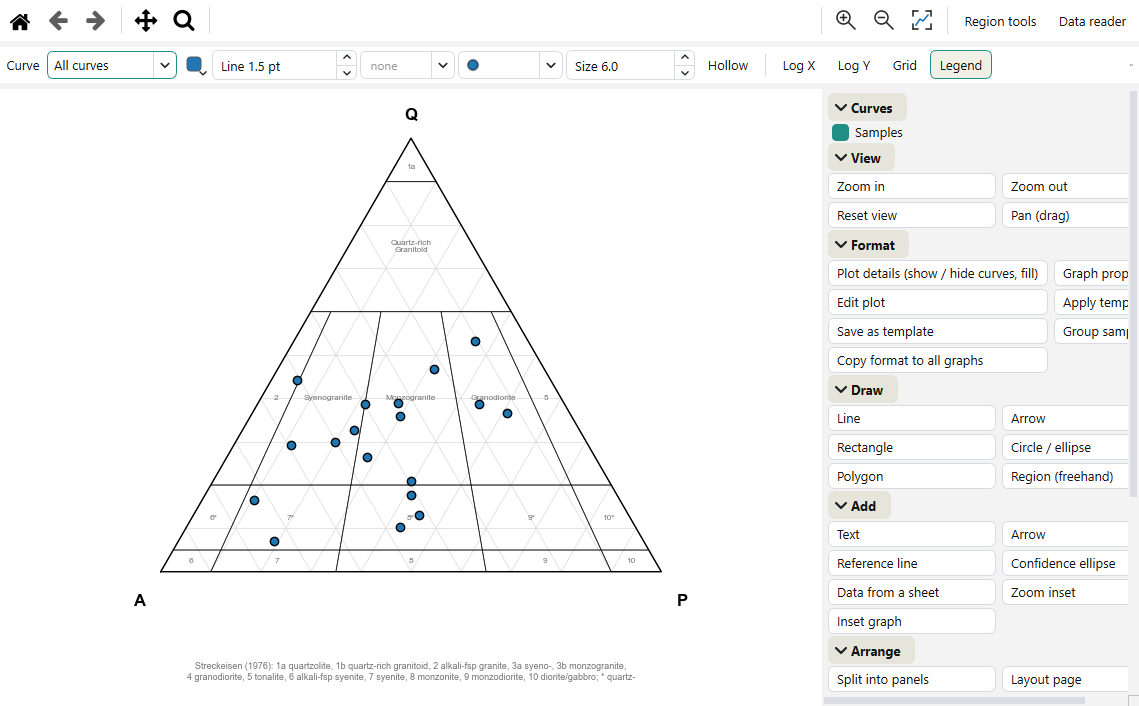 Region tools Data reader
Curve All curves Line 1.5 pt none Size 6.0 Hollow Log X Log Y Grid Legend
Q
1a
Quartz-rich
Granitoid
2 Syenogranite Monzogranite Granodiorite 5
6* 7* 8* 9* 10*
6 7 5 9 10
A P
Streckeisen (1976): 1a quartzolite, 1b quartz-rich granitoid, 2 alkali-fsp granite, 3a syeno-, 3b monzogranite,
4 granodiorite, 5 tonalite, 6 alkali-fsp syenite, 7 syenite, 8 monzonite, 9 monzodiorite, 10 diorite/gabbro; * quartz-
Curves
Samples
View
Zoom in Zoom out
Reset view Pan (drag)
Format
Plot details (show / hide curves, fill) Graph prop
Edit plot Apply temp
Save as template Group samp
Copy format to all graphs
Draw
Line Arrow
Rectangle Circle / ellipse
Polygon Region (freehand)
Add
Text Arrow
Reference line Confidence ellipse
Data from a sheet Zoom inset
Inset graph
Arrange
Split into panels Layout page